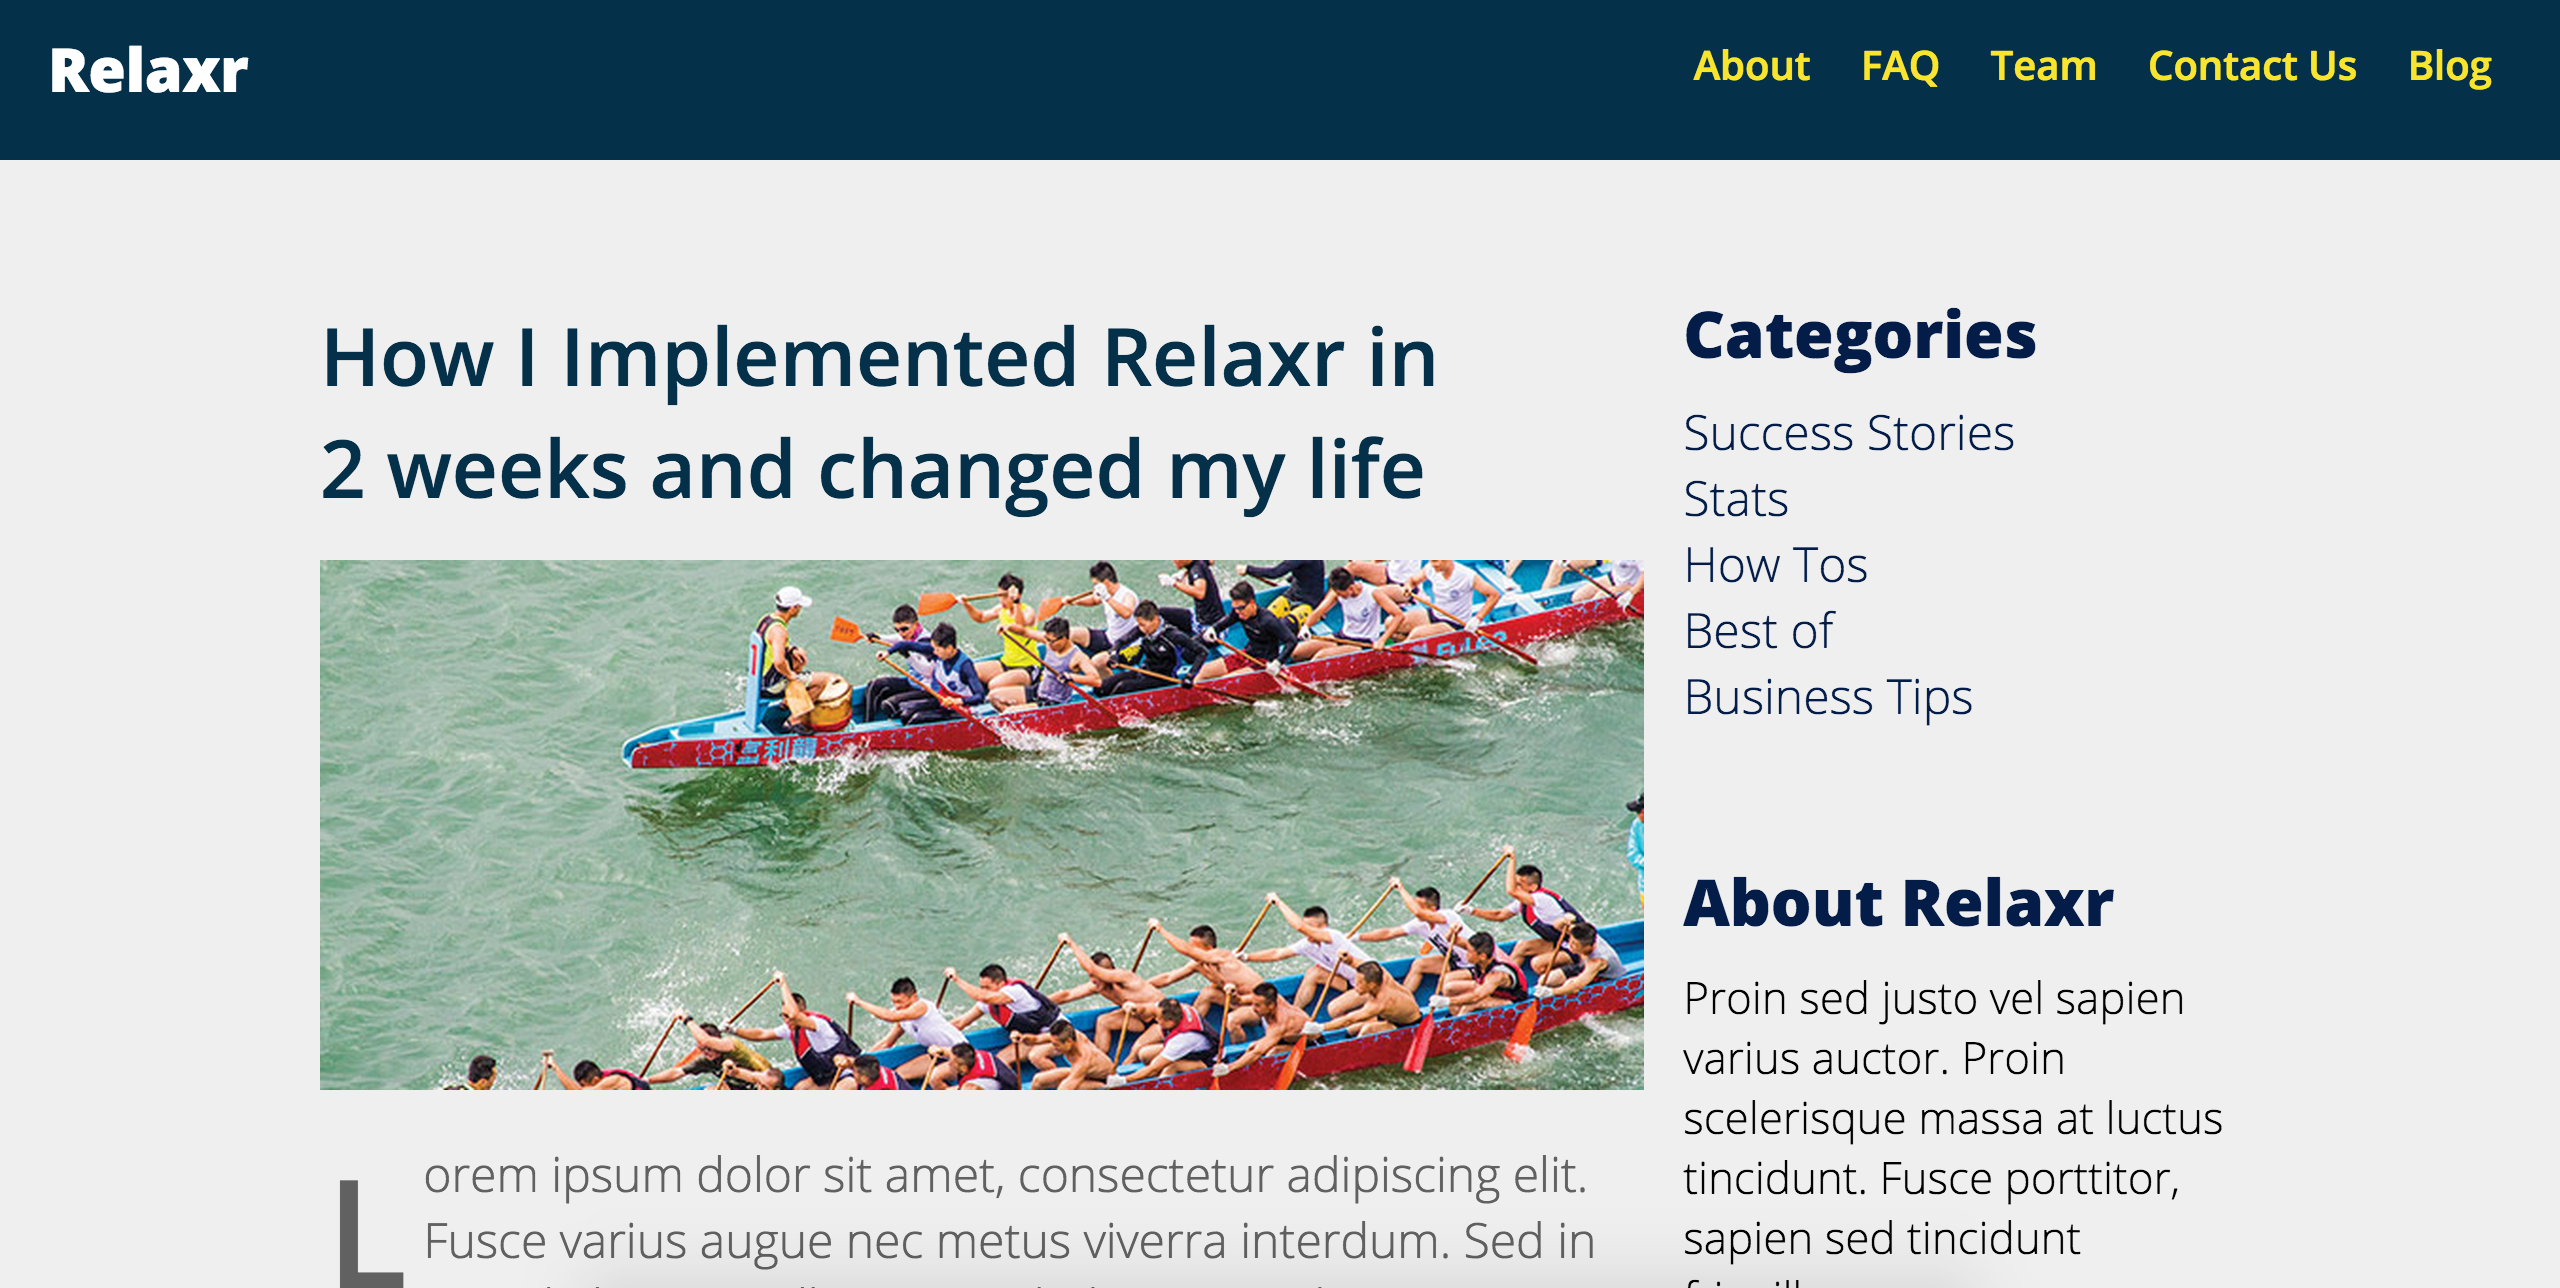 Relaxr
About FAQ Team Contact Us Blog
How I Implemented Relaxr in
2 weeks and changed my life
Categories
Success Stories
Stats
How Tos
Best of
Business Tips
About Relaxr
Proin sed justo vel sapien
varius auctor. Proin
scelerisque massa at luctus
tincidunt. Fusce porttitor,
sapien sed tincidunt
Lorem ipsum dolor sit amet, consectetur adipiscing elit.
Fusce varius augue nec metus viverra interdum. Sed in